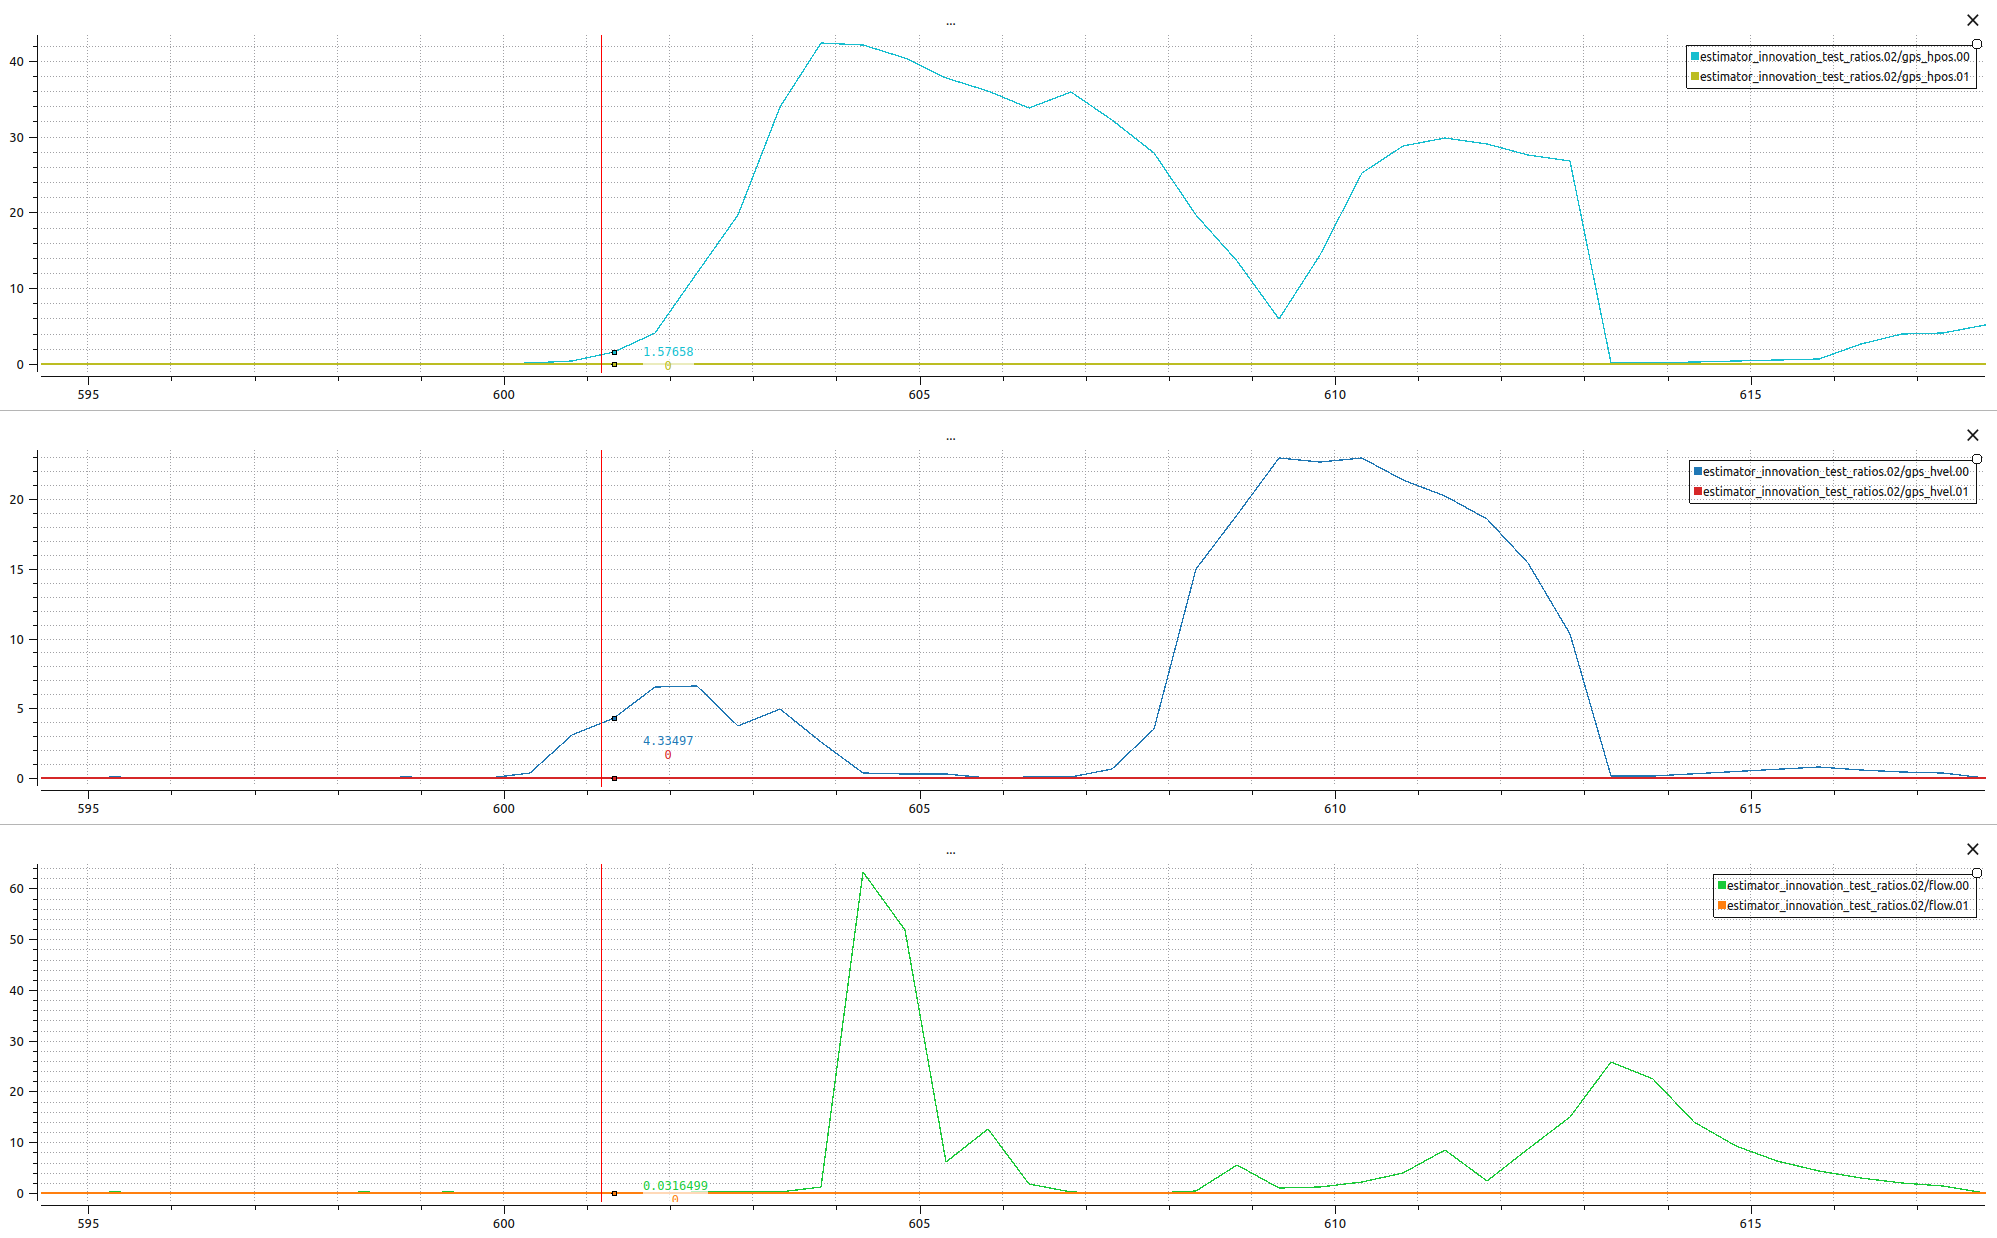 ...
40
30
20
10
0
estimator_innovation_test_ratios.02/gps_hpos.00
estimator_innovation_test_ratios.02/gps_hpos.01
1.57658
0
595 600 605 610 615
...
20
15
10
5
0
estimator_innovation_test_ratios.02/gps_hvel.00
estimator_innovation_test_ratios.02/gps_hvel.01
4.33497
0
595 600 605 610 615
...
60
50
40
30
20
10
0
estimator_innovation_test_ratios.02/flow.00
estimator_innovation_test_ratios.02/flow.01
0.0316499
0
595 600 605 610 615